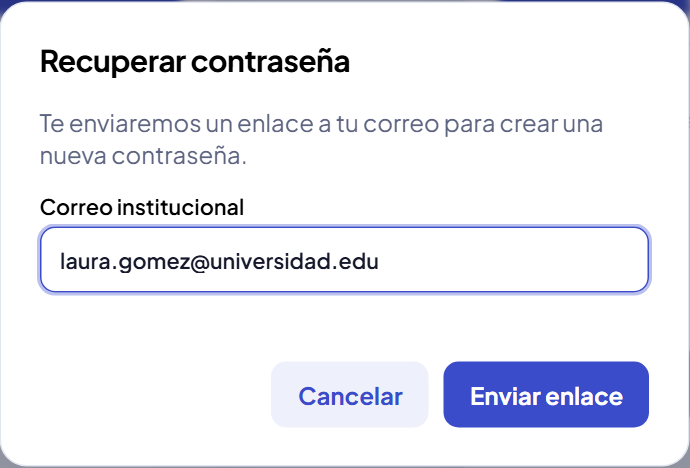 Recuperar contraseña
Te enviaremos un enlace a tu correo para crear una
nueva contraseña.
Correo institucional
laura.gomez@universidad.edu
Cancelar
Enviar enlace